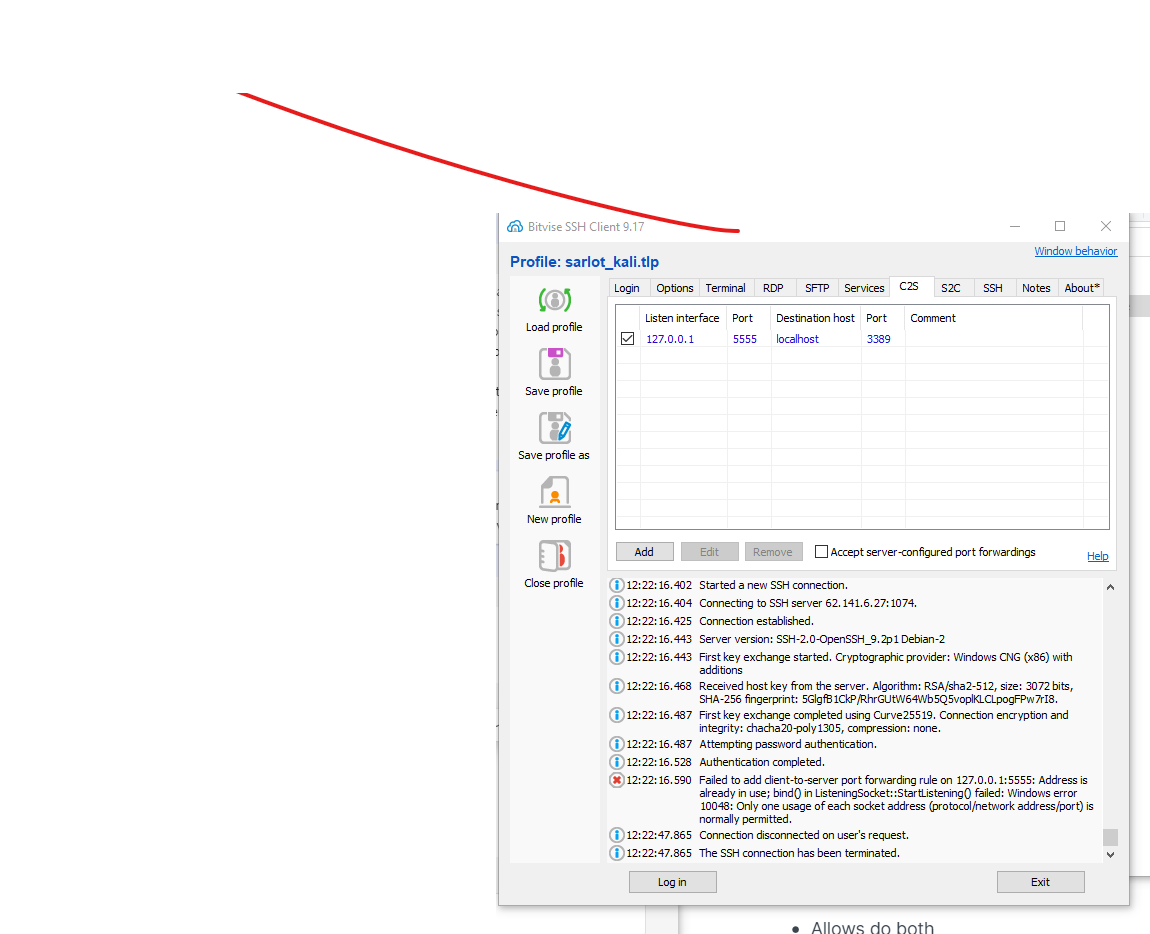 Bitvise SSH Client 9.17
Window behavior
Profile: sarlot_kali.tlp
Load profile
Save profile
Save profile as
New profile
Close profile
Login Options Terminal RDP SFTP Services C2S S2C SSH Notes About*
Listen interface Port Destination host Port Comment
127.0.0.1 5555 localhost 3389
Add Edit Remove Accept server-configured port forwardings Help
12:22:16.402 Started a new SSH connection.
12:22:16.404 Connecting to SSH server 62.141.6.27:1074.
12:22:16.425 Connection established.
12:22:16.443 Server version: SSH-2.0-OpenSSH_9.2p1 Debian-2
12:22:16.443 First key exchange started. Cryptographic provider: Windows CNG (x86) with
additions
12:22:16.468 Received host key from the server. Algorithm: RSA/sha2-512, size: 3072 bits,
SHA-256 fingerprint: 5GlgfB1CkP/RhrGUtW64Wb5Q5voplKLCLpogFPw7rI8.
12:22:16.487 First key exchange completed using Curve25519. Connection encryption and
integrity: chacha20-poly1305, compression: none.
12:22:16.487 Attempting password authentication.
12:22:16.528 Authentication completed.
12:22:16.590 Failed to add client-to-server port forwarding rule on 127.0.0.1:5555: Address is
already in use; bind() in ListeningSocket::StartListening() failed: Windows error
10048: Only one usage of each socket address (protocol/network address/port) is
normally permitted.
12:22:47.865 Connection disconnected on user's request.
12:22:47.865 The SSH connection has been terminated.
Log in Exit
• Allows do both